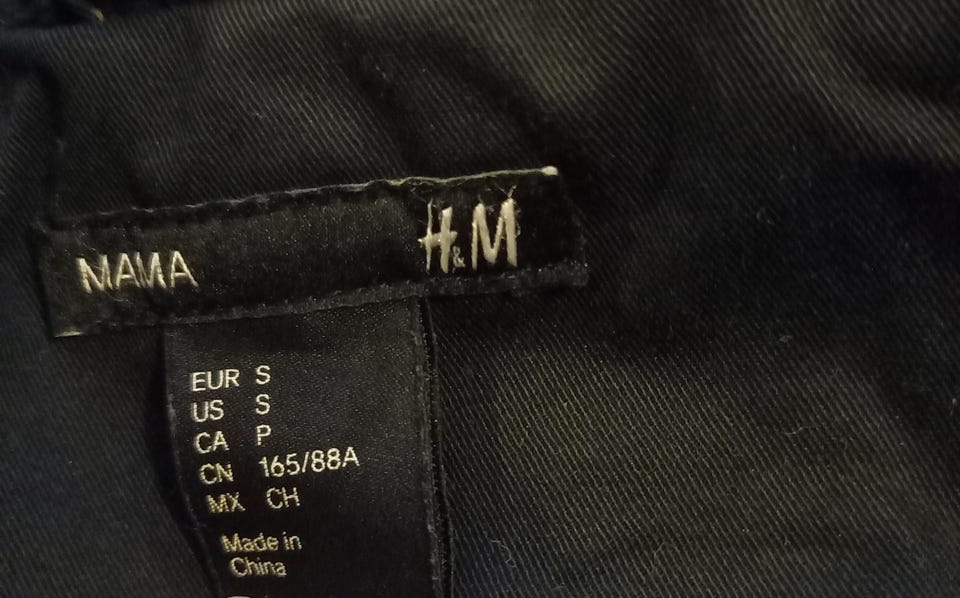 MAMA H&M
EUR S
US S
CA P
CN 165/88A
MX CH
Made in
China